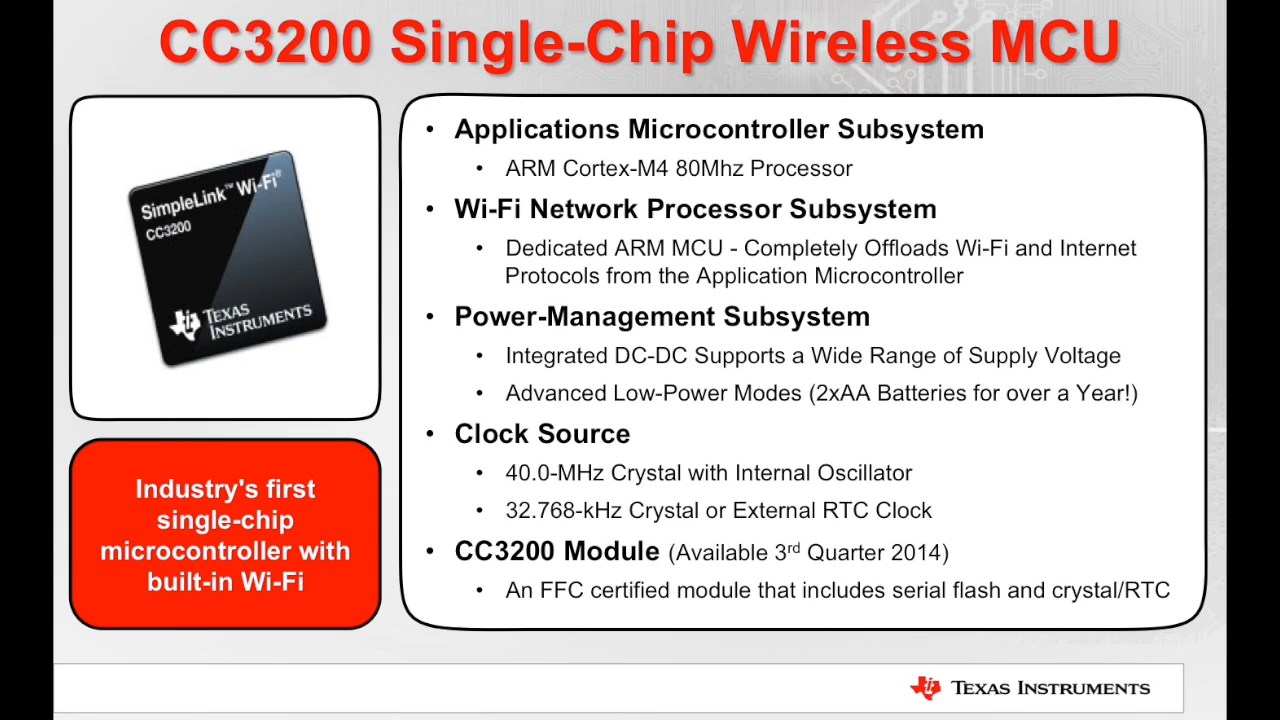 CC3200 Single-Chip Wireless MCU
SimpleLink™ Wi-Fi®
CC3200
TEXAS
INSTRUMENTS
Industry's first
single-chip
microcontroller with
built-in Wi-Fi
• Applications Microcontroller Subsystem
• ARM Cortex-M4 80Mhz Processor
• Wi-Fi Network Processor Subsystem
• Dedicated ARM MCU - Completely Offloads Wi-Fi and Internet
Protocols from the Application Microcontroller
• Power-Management Subsystem
• Integrated DC-DC Supports a Wide Range of Supply Voltage
• Advanced Low-Power Modes (2xAA Batteries for over a Year!)
• Clock Source
• 40.0-MHz Crystal with Internal Oscillator
• 32.768-kHz Crystal or External RTC Clock
• CC3200 Module (Available 3rd Quarter 2014)
• An FFC certified module that includes serial flash and crystal/RTC
TEXAS INSTRUMENTS